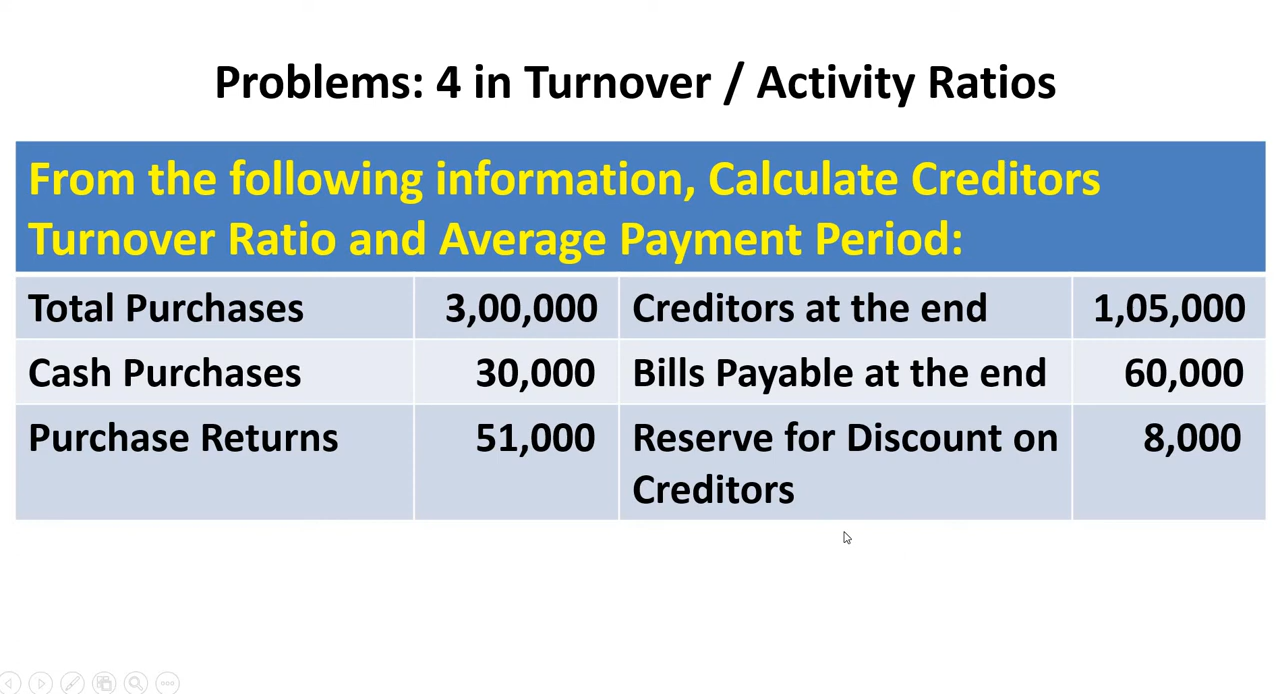 Problems: 4 in Turnover / Activity Ratios
From the following information, Calculate Creditors
Turnover Ratio and Average Payment Period:
Total Purchases 3,00,000 Creditors at the end 1,05,000
Cash Purchases 30,000 Bills Payable at the end 60,000
Purchase Returns 51,000 Reserve for Discount on 8,000
Creditors